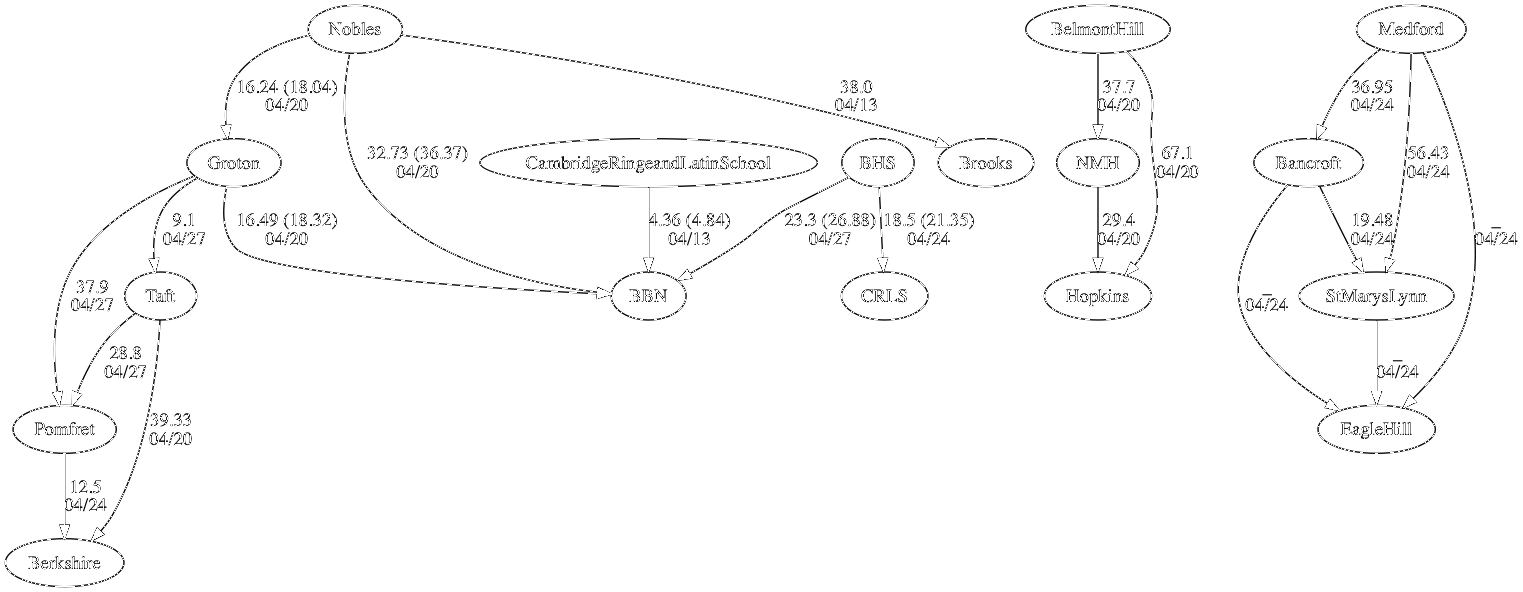 Nobles
BelmontHill
Medford
16.24 (18.04)
04/20
38.0
04/13
37.7
04/20
36.95
04/24
Groton
32.73 (36.37)
04/20
CambridgeRingeandLatinSchool
BHS
Brooks
NMH
67.1
04/20
Bancroft
56.43
04/24
9.1
04/27
16.49 (18.32)
04/20
4.36 (4.84)
04/13
23.3 (26.88)
04/27
18.5 (21.35)
04/24
29.4
04/20
19.48
04/24
–
04/24
37.9
04/27
Taft
BBN
CRLS
Hopkins
–
04/24
StMarysLynn
28.8
04/27
–
04/24
Pomfret
39.33
04/20
EagleHill
12.5
04/24
Berkshire